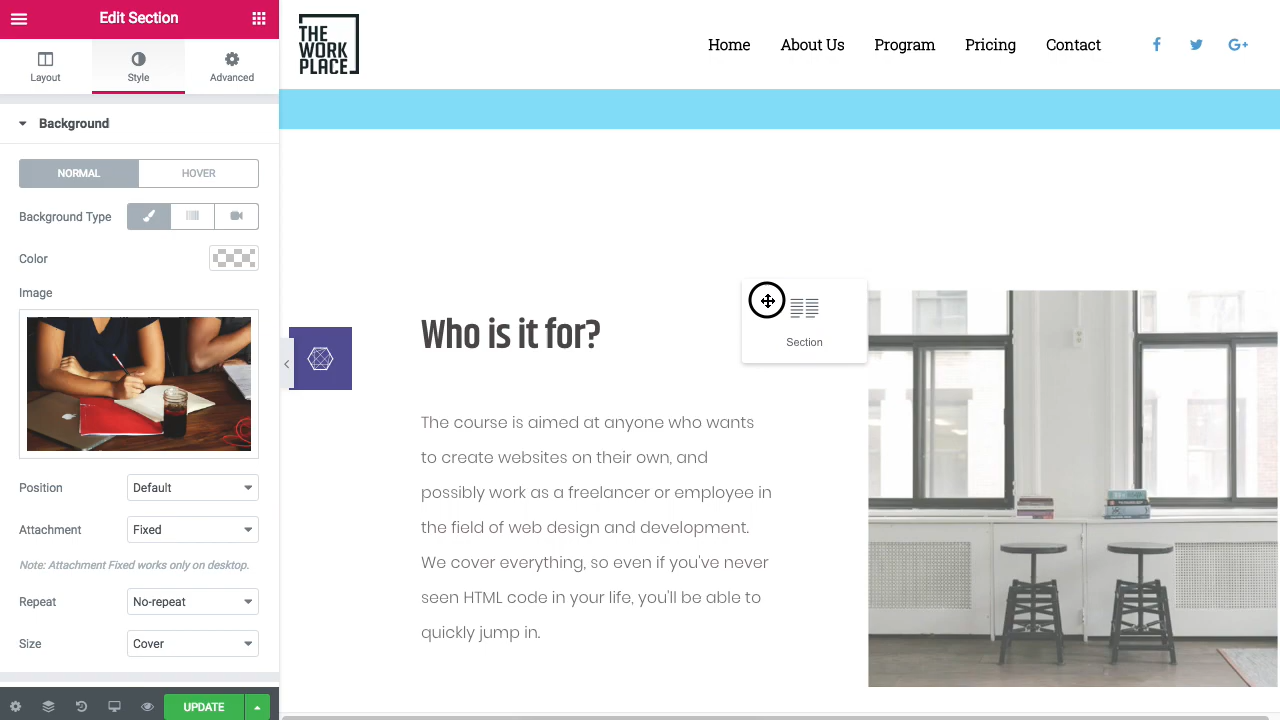 Edit Section
Layout
Style
Advanced
Background
NORMAL
HOVER
Background Type
Color
Image
Position
Default
Attachment
Fixed
Note: Attachment Fixed works only on desktop.
Repeat
No-repeat
Size
Cover
UPDATE
THE
WORK
PLACE
Home
About Us
Program
Pricing
Contact
G+
Section
Who is it for?
The course is aimed at anyone who wants
to create websites on their own, and
possibly work as a freelancer or employee in
the field of web design and development.
We cover everything, so even if you've never
seen HTML code in your life, you'll be able to
quickly jump in.